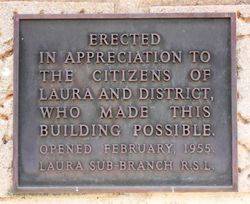 ERECTED
IN APPRECIATION TO
THE CITIZENS OF
LAURA AND DISTRICT,
WHO MADE THIS
BUILDING POSSIBLE.
OPENED FEBRUARY, 1955.
LAURA SUB-BRANCH R.S.L.